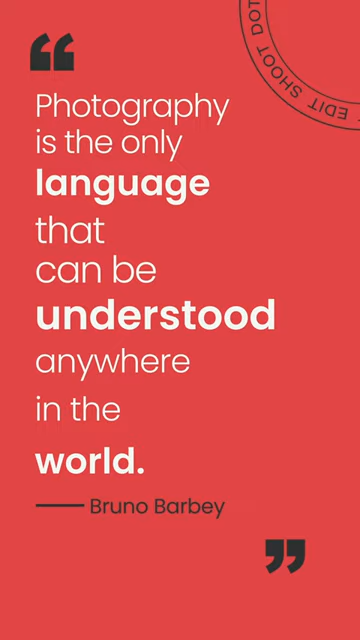 “
EDIT SHOOT DOT
Photography
is the only
language
that
can be
understood
anywhere
in the
world.
— Bruno Barbey
”